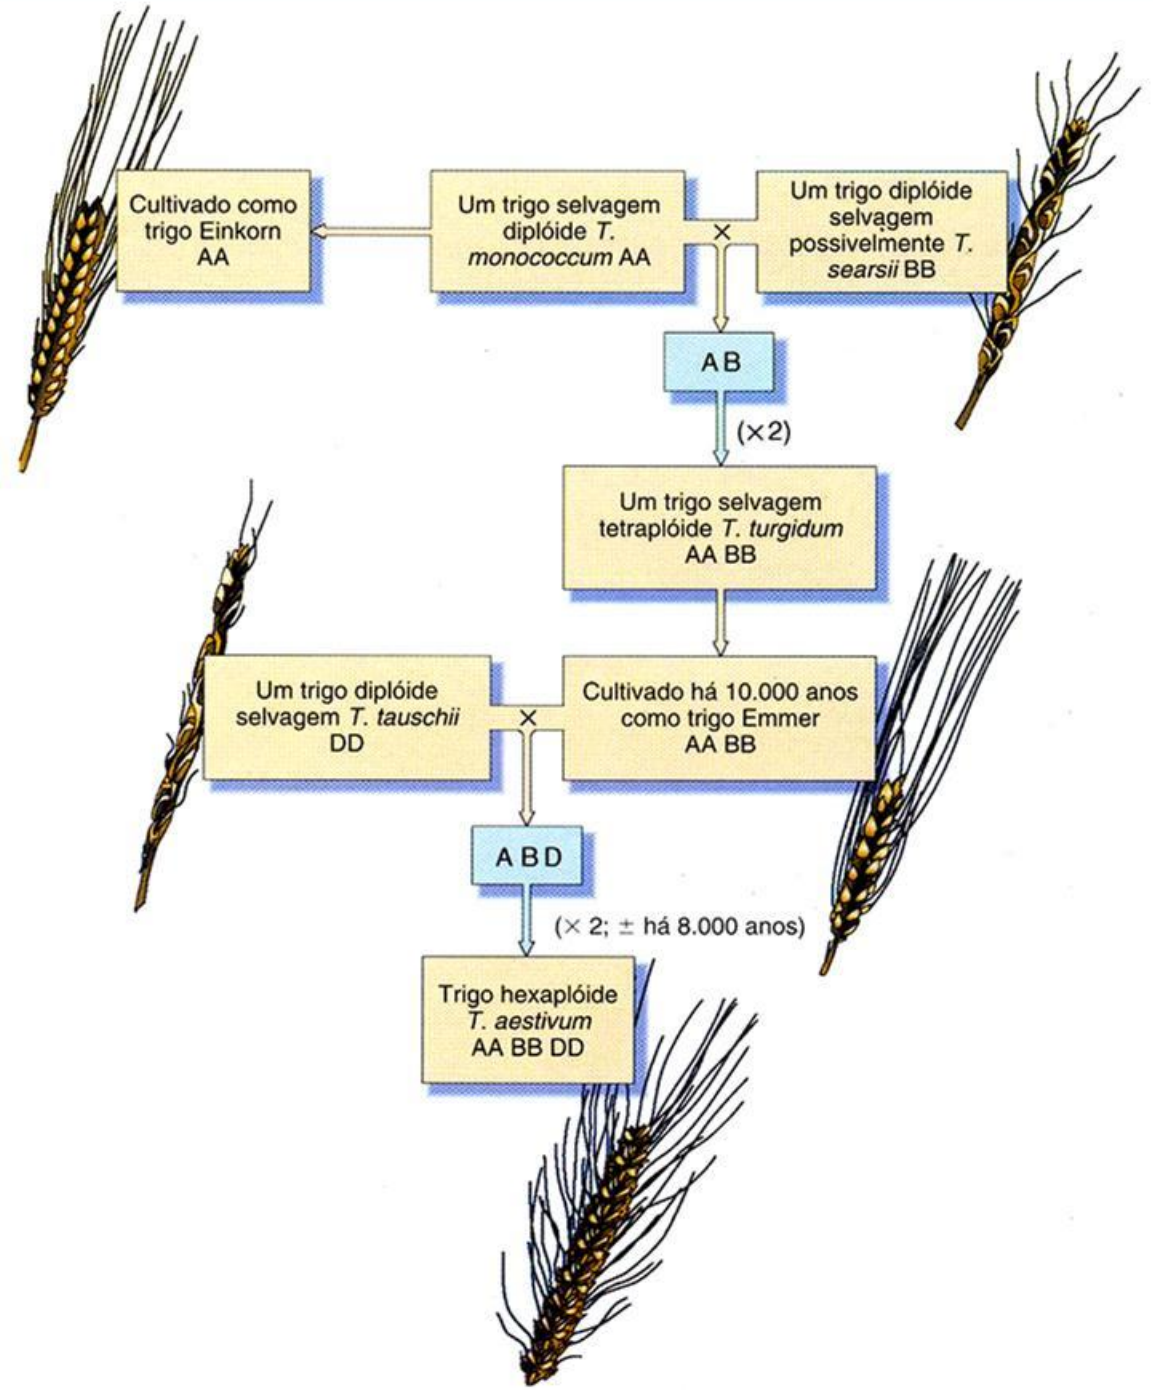 Cultivado como
trigo Einkorn
AA
Um trigo selvagem
diplóide T.
monococcum AA
×
Um trigo diplóide
selvagem
possivelmente T.
searsii BB
A B
(×2)
Um trigo selvagem
tetraplóide T. turgidum
AA BB
Um trigo diplóide
selvagem T. tauschii
DD
×
Cultivado há 10.000 anos
como trigo Emmer
AA BB
A B D
(× 2; ± há 8.000 anos)
Trigo hexaplóide
T. aestivum
AA BB DD